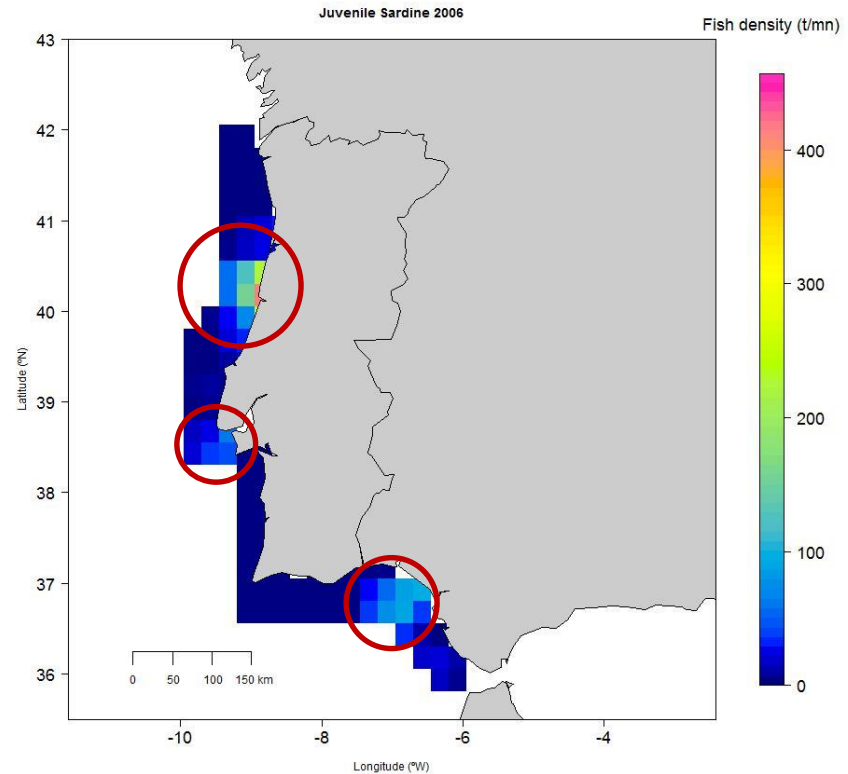 Juvenile Sardine 2006
Fish density (t/mn)
43
42
41
40
39
38
37
36
Latitude (ºN)
400
300
200
100
0
0 50 100 150 km
-10 -8 -6 -4
Longitude (ºW)